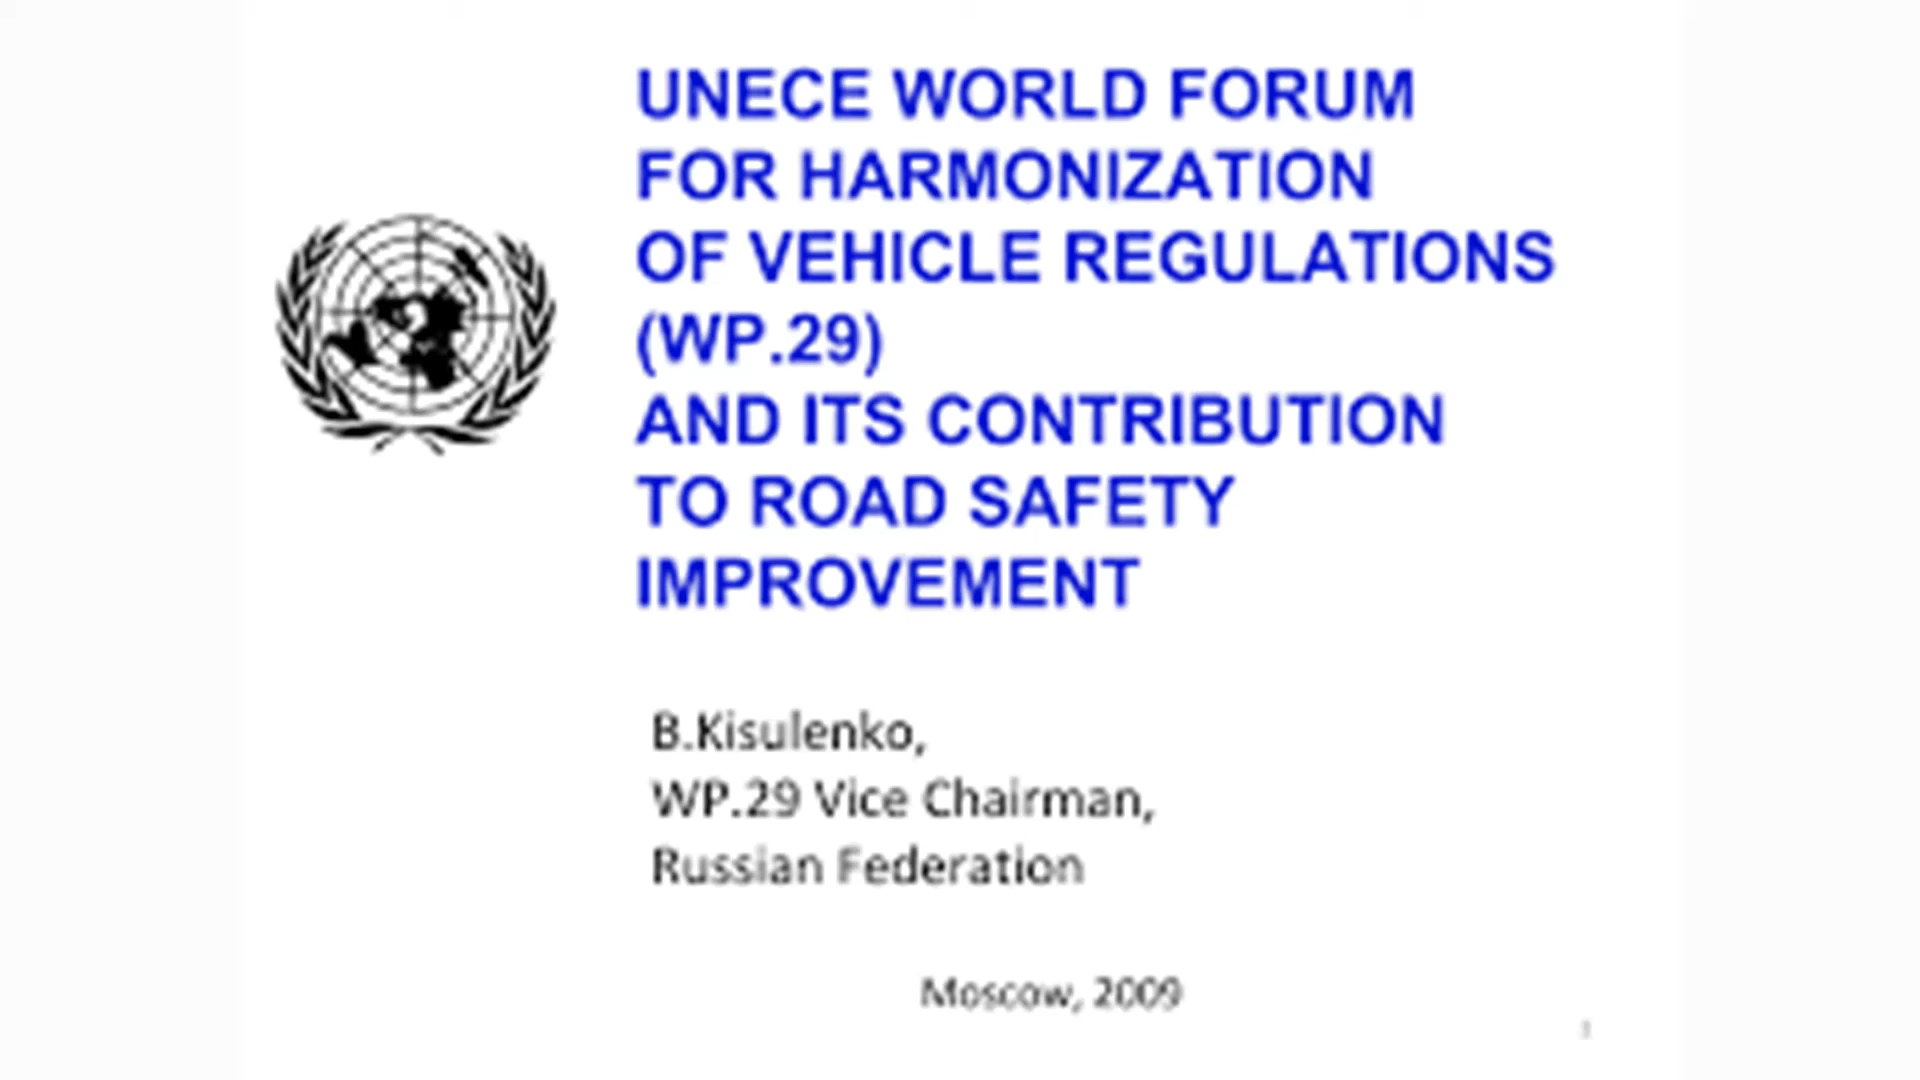 UNECE WORLD FORUM
FOR HARMONIZATION
OF VEHICLE REGULATIONS
(WP.29)
AND ITS CONTRIBUTION
TO ROAD SAFETY
IMPROVEMENT
B.Kisulenko,
WP.29 Vice Chairman,
Russian Federation
Moscow, 2009